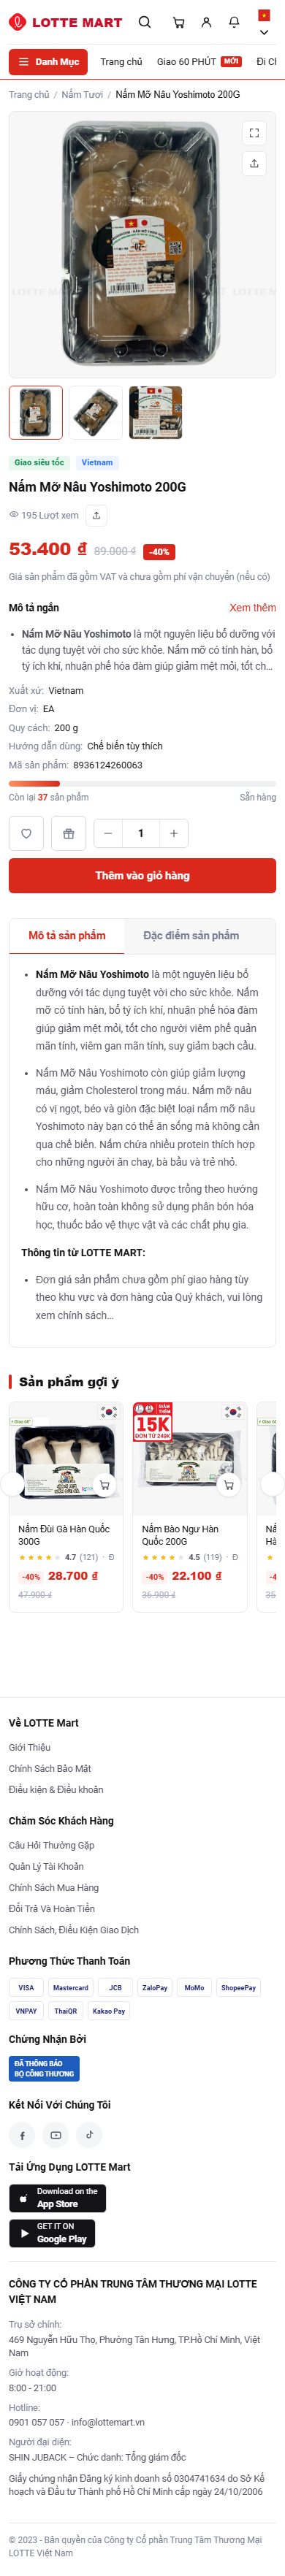 LOTTE MART
Danh Mục
Trang chủ
Giao 60 PHÚT
MỚI
Đi Ch
Trang chủ / Nấm Tươi / Nấm Mỡ Nâu Yoshimoto 200G
Giao siêu tốc
Vietnam
Nấm Mỡ Nâu Yoshimoto 200G
195 Lượt xem
53.400 ₫
89.000 ₫
-40%
Giá sản phẩm đã gồm VAT và chưa gồm phí vận chuyển (nếu có)
Mô tả ngắn
Xem thêm
• Nấm Mỡ Nâu Yoshimoto là một nguyên liệu bổ dưỡng với
tác dụng tuyệt vời cho sức khỏe. Nấm mỡ có tính hàn, bổ
tỳ ích khí, nhuận phế hóa đàm giúp giảm mệt mỏi, tốt ch...
Xuất xứ: Vietnam
Đơn vị: EA
Quy cách: 200 g
Hướng dẫn dùng: Chế biến tùy thích
Mã sản phẩm: 8936124260063
Còn lại 37 sản phẩm
Sẵn hàng
1
Thêm vào giỏ hàng
Mô tả sản phẩm
Đặc điểm sản phẩm
• Nấm Mỡ Nâu Yoshimoto là một nguyên liệu bổ
dưỡng với tác dụng tuyệt vời cho sức khỏe. Nấm
mỡ có tính hàn, bổ tỳ ích khí, nhuận phế hóa đàm
giúp giảm mệt mỏi, tốt cho người viêm phế quản
mãn tính, viêm gan mãn tính, suy giảm bạch cầu.
• Nấm Mỡ Nâu Yoshimoto còn giúp giảm lượng
máu, giảm Cholesterol trong máu. Nấm mỡ nâu
có vị ngọt, béo và giòn đặc biệt loại nấm mỡ nâu
Yoshimoto này bạn có thể ăn sống mà không cần
qua chế biến. Nấm chứa nhiều protein thích hợp
cho những người ăn chay, bà bầu và trẻ nhỏ.
• Nấm Mỡ Nâu Yoshimoto được trồng theo hướng
hữu cơ, hoàn toàn không sử dụng phân bón hóa
học, thuốc bảo vệ thực vật và các chất phụ gia.
Thông tin từ LOTTE MART:
• Đơn giá sản phẩm chưa gồm phí giao hàng tùy
theo khu vực và đơn hàng của Quý khách, vui lòng
xem chính sách...
Sản phẩm gợi ý
Nấm Đùi Gà Hàn Quốc
300G
4.7 (121) · Đ
-40%
28.700 ₫
47.900 ₫
GIẢM THÊM
15K
ĐƠN TỪ 249K
Nấm Bào Ngư Hàn
Quốc 200G
4.5 (119) · Đ
-40%
22.100 ₫
36.900 ₫
Về LOTTE Mart
Giới Thiệu
Chính Sách Bảo Mật
Điều kiện & Điều khoản
Chăm Sóc Khách Hàng
Câu Hỏi Thường Gặp
Quản Lý Tài Khoản
Chính Sách Mua Hàng
Đổi Trả Và Hoàn Tiền
Chính Sách, Điều Kiện Giao Dịch
Phương Thức Thanh Toán
VISA
Mastercard
JCB
ZaloPay
MoMo
ShopeePay
VNPAY
ThaiQR
Kakao Pay
Chứng Nhận Bởi
ĐÃ THÔNG BÁO
BỘ CÔNG THƯƠNG
Kết Nối Với Chúng Tôi
Tải Ứng Dụng LOTTE Mart
Download on the
App Store
GET IT ON
Google Play
CÔNG TY CỔ PHẦN TRUNG TÂM THƯƠNG MẠI LOTTE
VIỆT NAM
Trụ sở chính:
469 Nguyễn Hữu Thọ, Phường Tân Hưng, TP.Hồ Chí Minh, Việt
Nam
Giờ hoạt động:
8:00 - 21:00
Hotline:
0901 057 057 · info@lottemart.vn
Người đại diện:
SHIN JUBACK – Chức danh: Tổng giám đốc
Giấy chứng nhận Đăng ký kinh doanh số 0304741634 do Sở Kế
hoạch và Đầu tư Thành phố Hồ Chí Minh cấp ngày 24/10/2006
© 2023 - Bản quyền của Công ty Cổ phần Trung Tâm Thương Mại
LOTTE Việt Nam